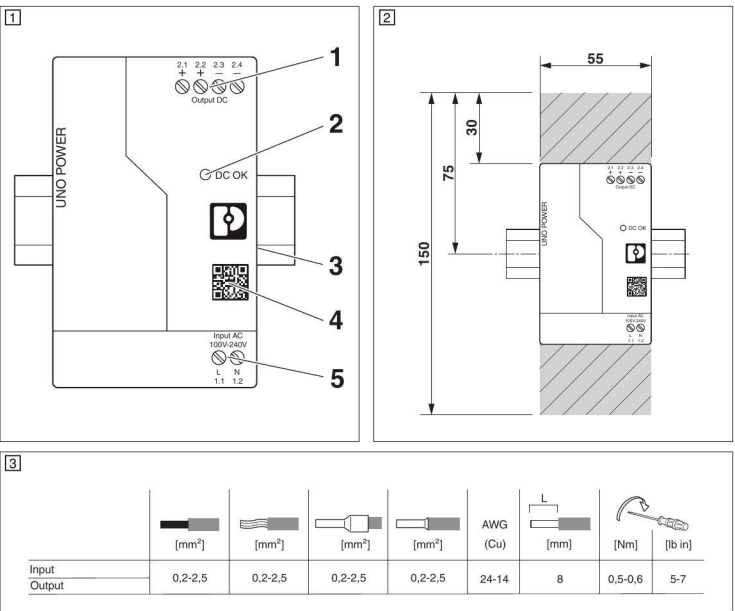 1
2.1 2.2 2.3 2.4
+ + – –
Output DC
1
2
DC OK
UNO POWER
3
4
Input AC
100V-240V
L N
1.1 1.2
5
2
55
30
75
150
2.1 2.2 2.3 2.4
+ + – –
Output DC
UNO POWER
DC OK
Input AC
100V-240V
L N
1.1 1.2
3
L
AWG
[mm²] [mm²] [mm²] [mm²] (Cu) [mm] [Nm] [lb in]
Input
Output
0,2-2,5 0,2-2,5 0,2-2,5 0,2-2,5 24-14 8 0,5-0,6 5-7